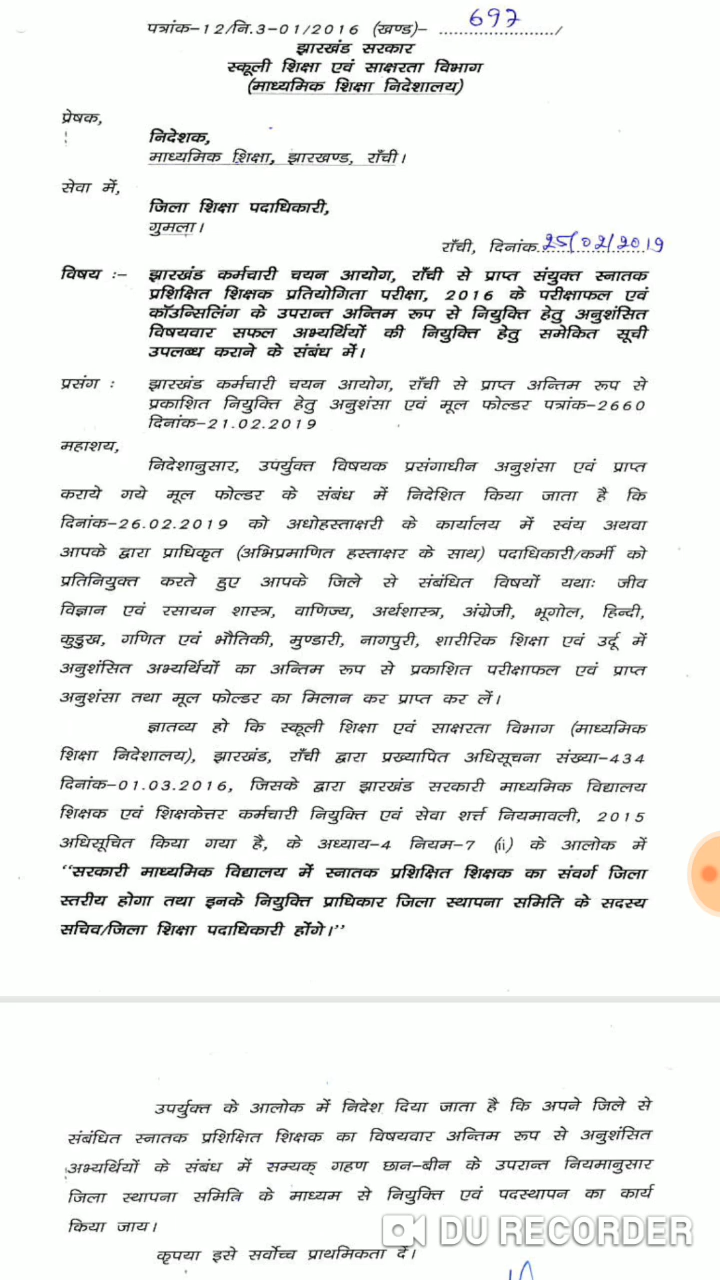 पत्रांक–12/नि.3–01/2016 (खण्ड)– 697 /
झारखंड सरकार
स्कूली शिक्षा एवं साक्षरता विभाग
(माध्यमिक शिक्षा निदेशालय)
प्रेषक,
निदेशक,
माध्यमिक शिक्षा, झारखण्ड, राँची।
सेवा में,
जिला शिक्षा पदाधिकारी,
गुमला।
राँची, दिनांक 25/02/2019
विषय :– झारखंड कर्मचारी चयन आयोग, राँची से प्राप्त संयुक्त स्नातक
प्रशिक्षित शिक्षक प्रतियोगिता परीक्षा, 2016 के परीक्षाफल एवं
कॉउन्सिलिंग के उपरान्त अन्तिम रूप से नियुक्ति हेतु अनुशंसित
विषयवार सफल अभ्यर्थियों की नियुक्ति हेतु समेकित सूची
उपलब्ध कराने के संबंध में।
प्रसंग : झारखंड कर्मचारी चयन आयोग, राँची से प्राप्त अन्तिम रूप से
प्रकाशित नियुक्ति हेतु अनुशंसा एवं मूल फोल्डर पत्रांक–2660
दिनांक–21.02.2019
महाशय,
निदेशानुसार, उपर्युक्त विषयक प्रसंगाधीन अनुशंसा एवं प्राप्त
कराये गये मूल फोल्डर के संबंध में निदेशित किया जाता है कि
दिनांक–26.02.2019 को अधोहस्ताक्षरी के कार्यालय में स्वंय अथवा
आपके द्वारा प्राधिकृत (अभिप्रमाणित हस्ताक्षर के साथ) पदाधिकारी/कर्मी को
प्रतिनियुक्त करते हुए आपके जिले से संबंधित विषयों यथाः जीव
विज्ञान एवं रसायन शास्त्र, वाणिज्य, अर्थशास्त्र, अंग्रेजी, भूगोल, हिन्दी,
कुडुख, गणित एवं भौतिकी, मुण्डारी, नागपुरी, शारीरिक शिक्षा एवं उर्दू में
अनुशंसित अभ्यर्थियों का अन्तिम रूप से प्रकाशित परीक्षाफल एवं प्राप्त
अनुशंसा तथा मूल फोल्डर का मिलान कर प्राप्त कर लें।
ज्ञातव्य हो कि स्कूली शिक्षा एवं साक्षरता विभाग (माध्यमिक
शिक्षा निदेशालय), झारखंड, राँची द्वारा प्रख्यापित अधिसूचना संख्या–434
दिनांक–01.03.2016, जिसके द्वारा झारखंड सरकारी माध्यमिक विद्यालय
शिक्षक एवं शिक्षकेत्तर कर्मचारी नियुक्ति एवं सेवा शर्त्त नियमावली, 2015
अधिसूचित किया गया है, के अध्याय–4 नियम–7 (ii) के आलोक में
“सरकारी माध्यमिक विद्यालय में स्नातक प्रशिक्षित शिक्षक का संवर्ग जिला
स्तरीय होगा तथा इनके नियुक्ति प्राधिकार जिला स्थापना समिति के सदस्य
सचिव/जिला शिक्षा पदाधिकारी होंगे।”
उपर्युक्त के आलोक में निदेश दिया जाता है कि अपने जिले से
संबंधित स्नातक प्रशिक्षित शिक्षक का विषयवार अन्तिम रूप से अनुशंसित
अभ्यर्थियों के संबंध में सम्यक् गहण छान–बीन के उपरान्त नियमानुसार
जिला स्थापना समिति के माध्यम से नियुक्ति एवं पदस्थापन का कार्य
किया जाय।
DU RECORDER
कृपया इसे सर्वोच्च प्राथमिकता दें।